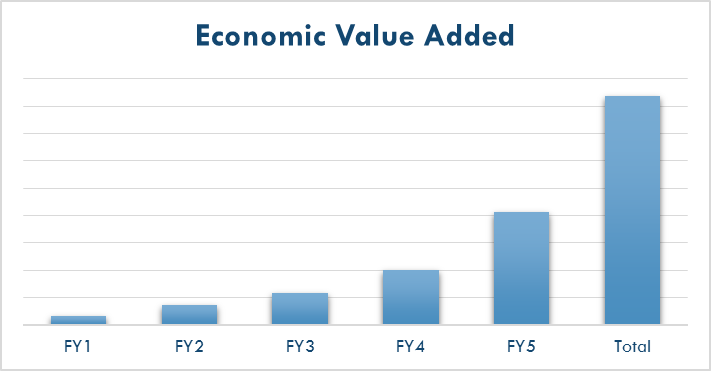 Economic Value Added
FY1 FY2 FY3 FY4 FY5 Total